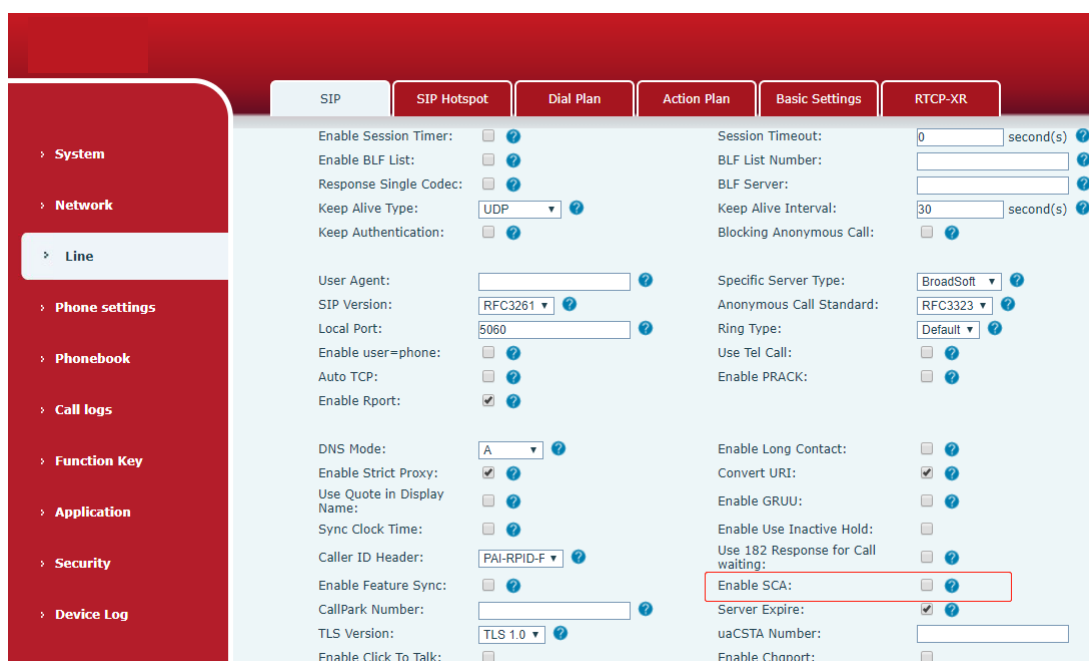 SIP SIP Hotspot Dial Plan Action Plan Basic Settings RTCP-XR
› System
› Network
› Line
› Phone settings
› Phonebook
› Call logs
› Function Key
› Application
› Security
› Device Log
Enable Session Timer: ? Session Timeout: 0 second(s) ?
Enable BLF List: ? BLF List Number: ?
Response Single Codec: ? BLF Server: ?
Keep Alive Type: UDP ? Keep Alive Interval: 30 second(s) ?
Keep Authentication: ? Blocking Anonymous Call: ?
User Agent: ? Specific Server Type: BroadSoft ?
SIP Version: RFC3261 ? Anonymous Call Standard: RFC3323 ?
Local Port: 5060 ? Ring Type: Default ?
Enable user=phone: ? Use Tel Call: ?
Auto TCP: ? Enable PRACK: ?
Enable Rport: ?
DNS Mode: A ? Enable Long Contact: ?
Enable Strict Proxy: ? Convert URI: ?
Use Quote in Display
Name: ? Enable GRUU: ?
Sync Clock Time: ? Enable Use Inactive Hold:
Caller ID Header: PAI-RPID-F ? Use 182 Response for Call
waiting: ?
Enable Feature Sync: ? Enable SCA: ?
CallPark Number: ? Server Expire: ?
TLS Version: TLS 1.0 ? uaCSTA Number:
Enable Click To Talk: Enable Chgport: